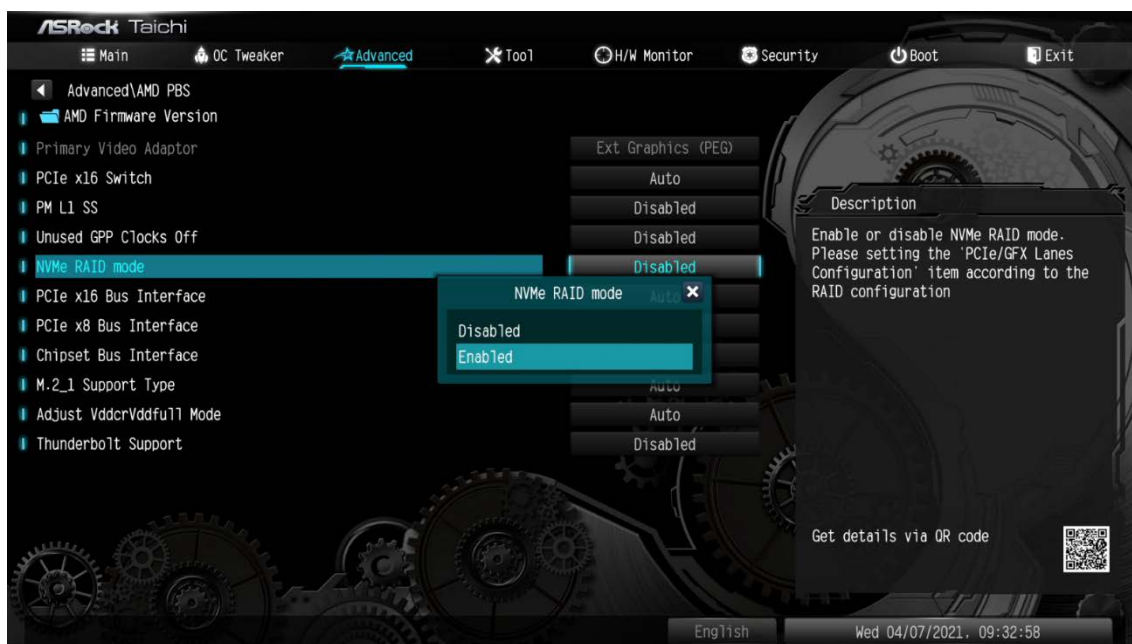 ASRock Taichi
Main OC Tweaker Advanced Tool H/W Monitor Security Boot Exit
Advanced\AMD PBS
AMD Firmware Version
Primary Video Adaptor Ext Graphics (PEG)
PCIe x16 Switch Auto
PM L1 SS Disabled
Unused GPP Clocks Off Disabled
NVMe RAID mode Disabled
PCIe x16 Bus Interface Auto
PCIe x8 Bus Interface
Chipset Bus Interface
M.2_1 Support Type Auto
Adjust VddcrVddfull Mode Auto
Thunderbolt Support Disabled
NVMe RAID mode
Disabled
Enabled
Description
Enable or disable NVMe RAID mode.
Please setting the 'PCIe/GFX Lanes
Configuration' item according to the
RAID configuration
Get details via QR code
English Wed 04/07/2021, 09:32:58